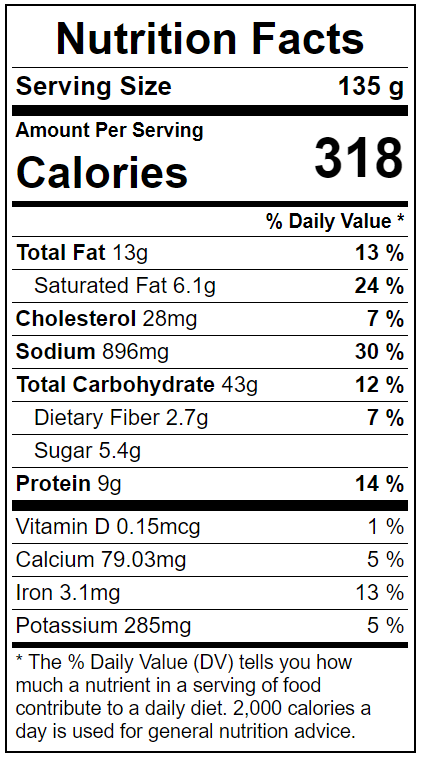 Nutrition Facts
Serving Size 135 g
Amount Per Serving
Calories 318
% Daily Value *
Total Fat 13g 13 %
Saturated Fat 6.1g 24 %
Cholesterol 28mg 7 %
Sodium 896mg 30 %
Total Carbohydrate 43g 12 %
Dietary Fiber 2.7g 7 %
Sugar 5.4g
Protein 9g 14 %
Vitamin D 0.15mcg 1 %
Calcium 79.03mg 5 %
Iron 3.1mg 13 %
Potassium 285mg 5 %
* The % Daily Value (DV) tells you how
much a nutrient in a serving of food
contribute to a daily diet. 2,000 calories a
day is used for general nutrition advice.